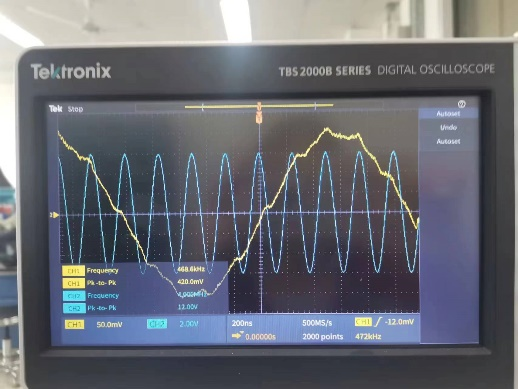 Tektronix
TBS 2000B SERIES DIGITAL OSCILLOSCOPE
Tek Stop
Autoset
Undo
Autoset
CH1 Frequency 468.6kHz
CH1 Pk-to-Pk 420.0mV
CH2 Frequency
CH2 Pk-to-Pk 12.00V
CH1 50.0mV CH2 2.00V
200ns 500MS/s CH1 / -12.0mV
0.00000s 2000 points 472kHz